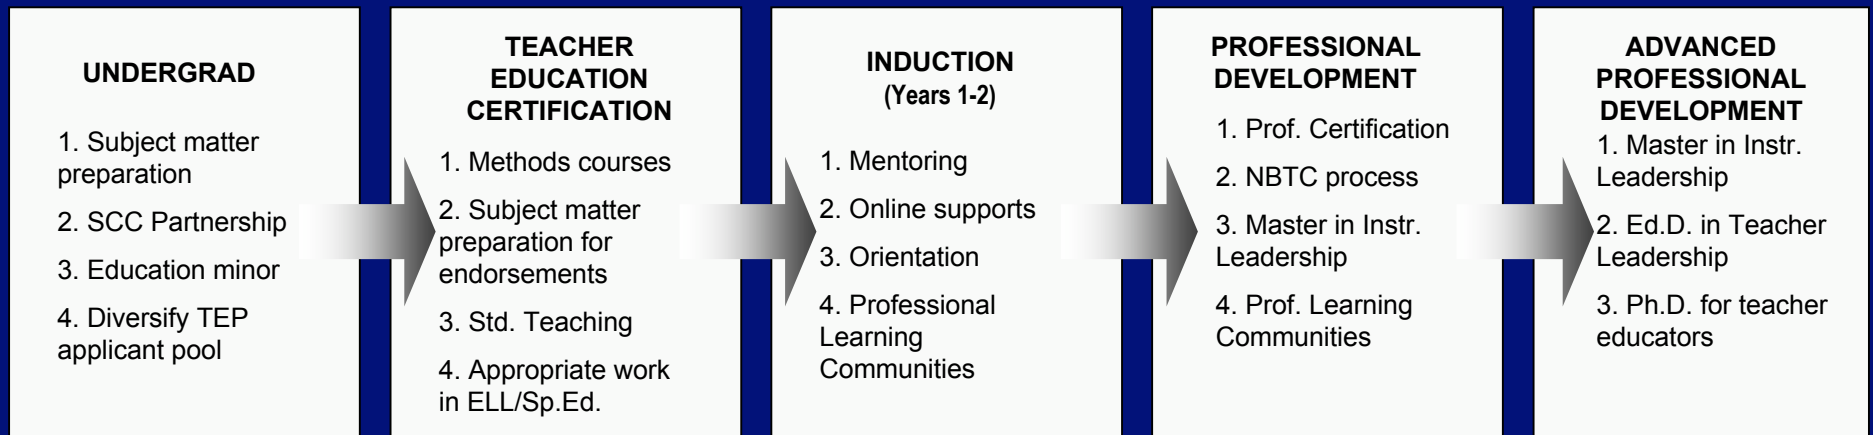 UNDERGRAD
1. Subject matter
preparation
2. SCC Partnership
3. Education minor
4. Diversify TEP
applicant pool
TEACHER
EDUCATION
CERTIFICATION
1. Methods courses
2. Subject matter
preparation for
endorsements
3. Std. Teaching
4. Appropriate work
in ELL/Sp.Ed.
INDUCTION
(Years 1-2)
1. Mentoring
2. Online supports
3. Orientation
4. Professional
Learning
Communities
PROFESSIONAL
DEVELOPMENT
1. Prof. Certification
2. NBTC process
3. Master in Instr.
Leadership
4. Prof. Learning
Communities
ADVANCED
PROFESSIONAL
DEVELOPMENT
1. Master in Instr.
Leadership
2. Ed.D. in Teacher
Leadership
3. Ph.D. for teacher
educators